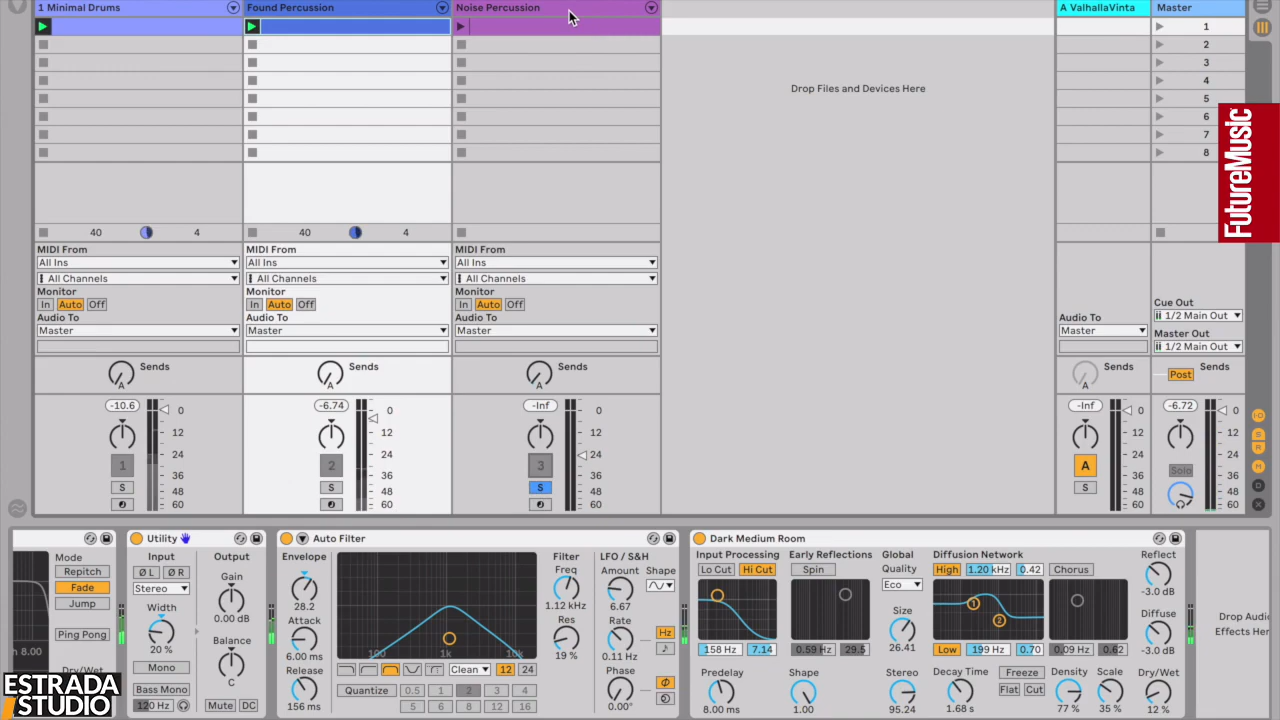 1 Minimal Drums
Found Percussion
Noise Percussion
A ValhallaVinta
Master
1
2
3
4
5
6
7
8
Drop Files and Devices Here
FutureMusic
40
4
40
4
MIDI From
MIDI From
MIDI From
All Ins
All Ins
All Ins
All Channels
All Channels
All Channels
Monitor
Monitor
Monitor
In Auto Off
In Auto Off
In Auto Off
Cue Out
1/2 Main Out
Audio To
Audio To
Audio To
Audio To
Master Out
Master
Master
Master
Master
1/2 Main Out
Sends
Sends
Sends
Sends
Sends
A
A
A
A
Post
-10.6
0
12
24
36
48
60
1
S
-6.74
0
12
24
36
48
60
2
S
-Inf
0
12
24
36
48
60
3
S
-Inf
0
12
24
36
48
60
A
S
-6.72
0
12
24
36
48
60
Solo
I·O
S
R
M
D
X
Mode
Repitch
Fade
Jump
Ping Pong
8.00
Dry/Wet
Utility
Input
Output
Ø L Ø R
Stereo
Gain
Width
0.00 dB
20 %
Balance
Mono
C
Bass Mono
120 Hz
Mute DC
Auto Filter
Envelope
28.2
Attack
6.00 ms
Release
156 ms
100 1k 10k
Clean 12 24
Quantize 0.5 1 2 3 4
5 6 8 12 16
Filter
Freq
1.12 kHz
Res
19 %
LFO / S&H
Amount Shape
6.67
Rate
Hz
0.11 Hz
Phase
0.00°
Dark Medium Room
Input Processing
Lo Cut Hi Cut
158 Hz 7.14
Predelay
8.00 ms
Early Reflections
Spin
0.59 Hz 29.5
Shape
1.00
Global
Quality
Eco
Size
26.41
Stereo
95.24
Diffusion Network
High 1.20 kHz 0.42 Chorus
1
2
Low 199 Hz 0.70 0.09 Hz 0.62
Decay Time Freeze Density Scale
Flat Cut
1.68 s
77 % 35 %
Reflect
-3.0 dB
Diffuse
-3.0 dB
Dry/Wet
12 %
Drop Audio
Effects Here
ESTRADA
STUDIO